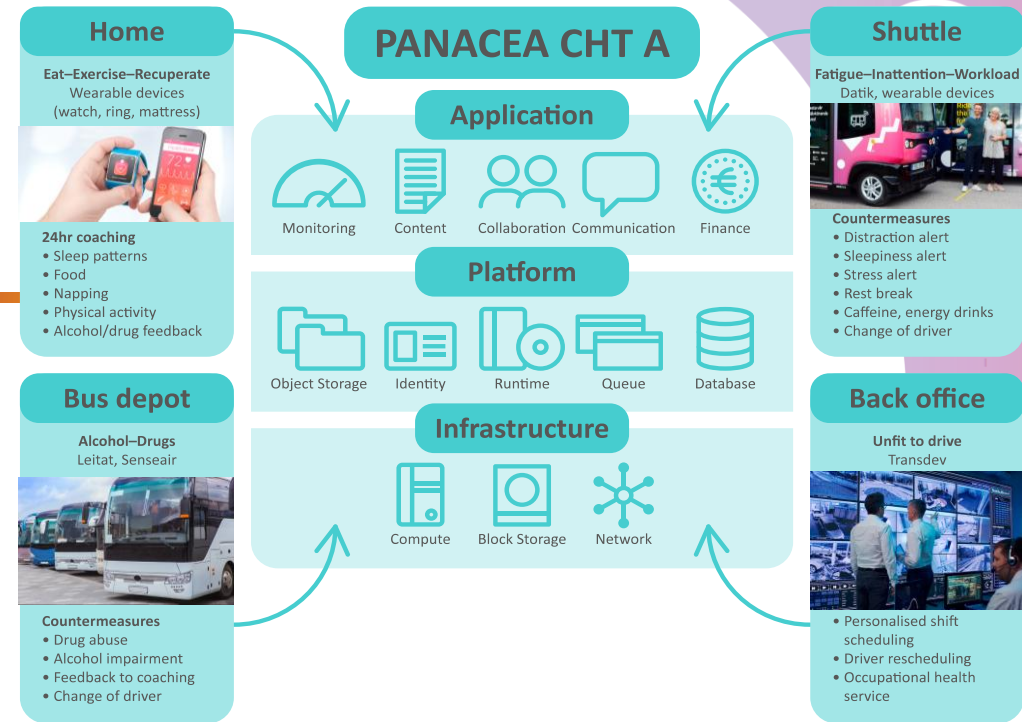 Home
Eat–Exercise–Recuperate
Wearable devices
(watch, ring, mattress)
24hr coaching
• Sleep patterns
• Food
• Napping
• Physical activity
• Alcohol/drug feedback
Bus depot
Alcohol–Drugs
Leitat, Senseair
Countermeasures
• Drug abuse
• Alcohol impairment
• Feedback to coaching
• Change of driver
PANACEA CHT A
Application
Monitoring
Content
Collaboration
Communication
Finance
Platform
Object Storage
Identity
Runtime
Queue
Database
Infrastructure
Compute
Block Storage
Network
Shuttle
Fatigue–Inattention–Workload
Datik, wearable devices
Countermeasures
• Distraction alert
• Sleepiness alert
• Stress alert
• Rest break
• Caffeine, energy drinks
• Change of driver
Back office
Unfit to drive
Transdev
• Personalised shift
scheduling
• Driver rescheduling
• Occupational health
service